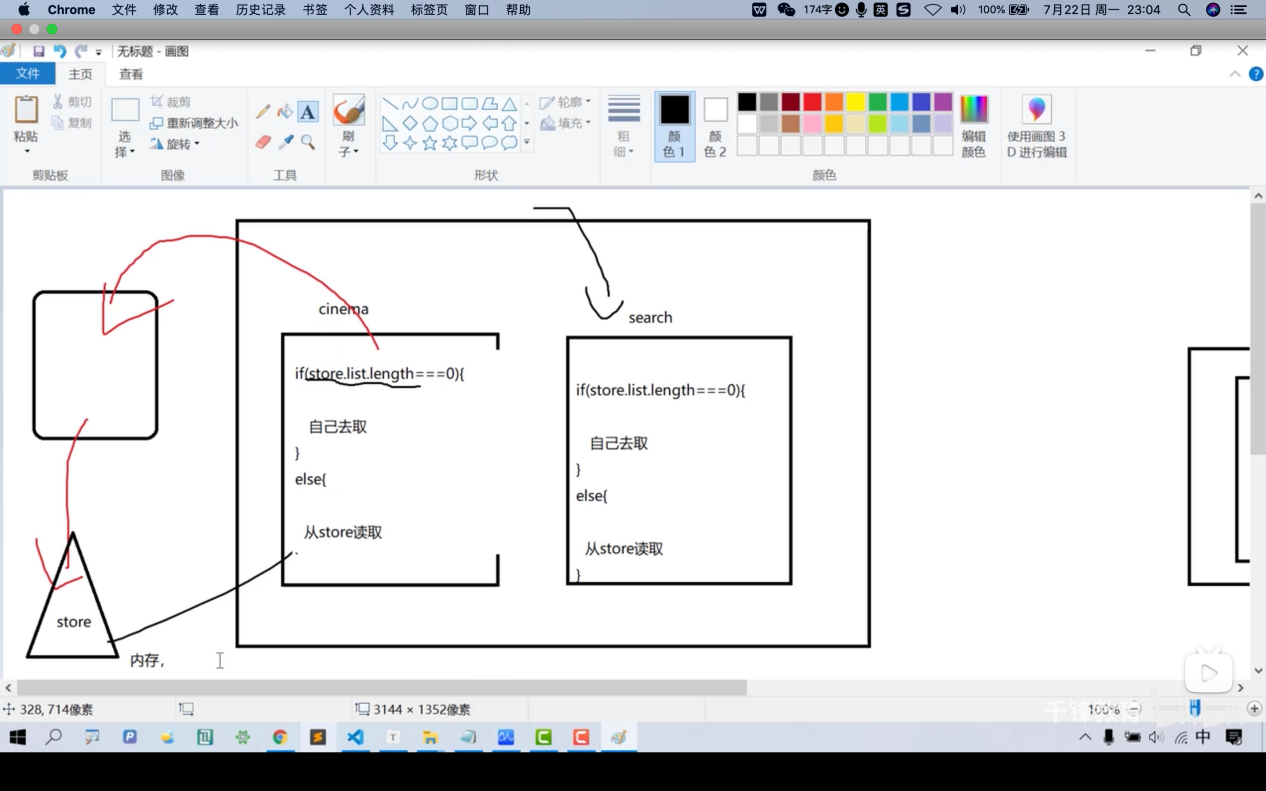 Chrome 文件 修改 查看 历史记录 书签 个人资料 标签页 窗口 帮助 174字 英 100% 7月22日 周一 23:04
无标题 - 画图
文件 主页 查看
粘贴 剪切 复制
选择 裁剪 重新调整大小 旋转
A
刷子
轮廓 填充
粗细
颜色 1 颜色 2
编辑颜色
使用画图 3D 进行编辑
剪贴板 图像 工具 形状 颜色
cinema
search
if(store.list.length===0){
自己去取
}
else{
从store读取
if(store.list.length===0){
自己去取
}
else{
从store读取
}
store
内存，
328, 714像素 3144 × 1352像素 100%
千锋教育
中